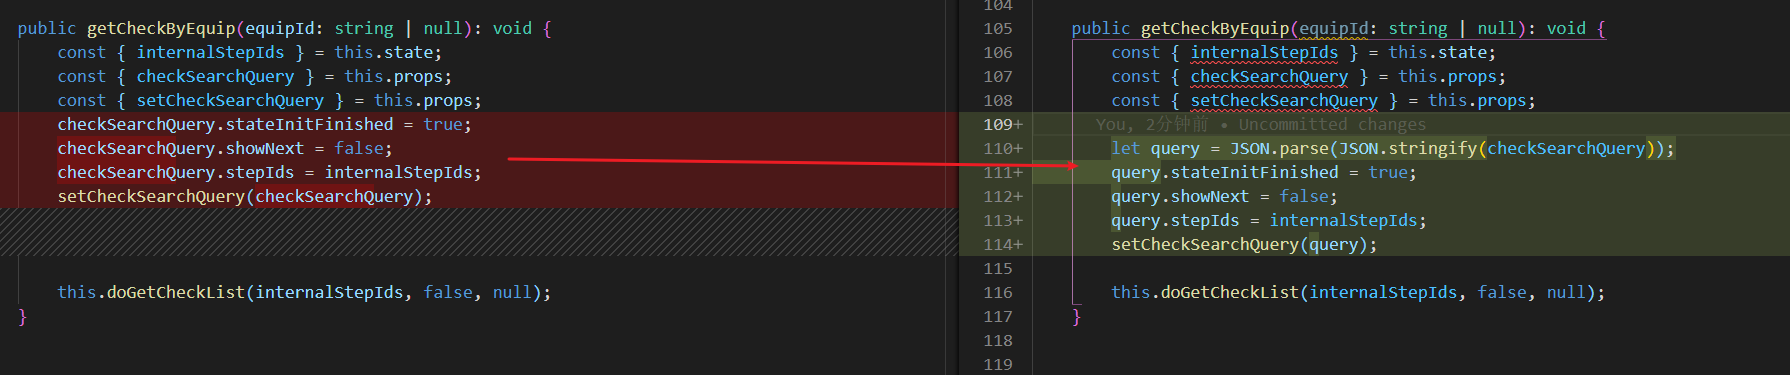 public getCheckByEquip(equipId: string | null): void {
const { internalStepIds } = this.state;
const { checkSearchQuery } = this.props;
const { setCheckSearchQuery } = this.props;
checkSearchQuery.stateInitFinished = true;
checkSearchQuery.showNext = false;
checkSearchQuery.stepIds = internalStepIds;
setCheckSearchQuery(checkSearchQuery);
this.doGetCheckList(internalStepIds, false, null);
}
104
105 public getCheckByEquip(equipId: string | null): void {
106 const { internalStepIds } = this.state;
107 const { checkSearchQuery } = this.props;
108 const { setCheckSearchQuery } = this.props;
109+ You, 2分钟前 • Uncommitted changes
110+ let query = JSON.parse(JSON.stringify(checkSearchQuery));
111+ query.stateInitFinished = true;
112+ query.showNext = false;
113+ query.stepIds = internalStepIds;
114+ setCheckSearchQuery(query);
115
116 this.doGetCheckList(internalStepIds, false, null);
117 }
118
119